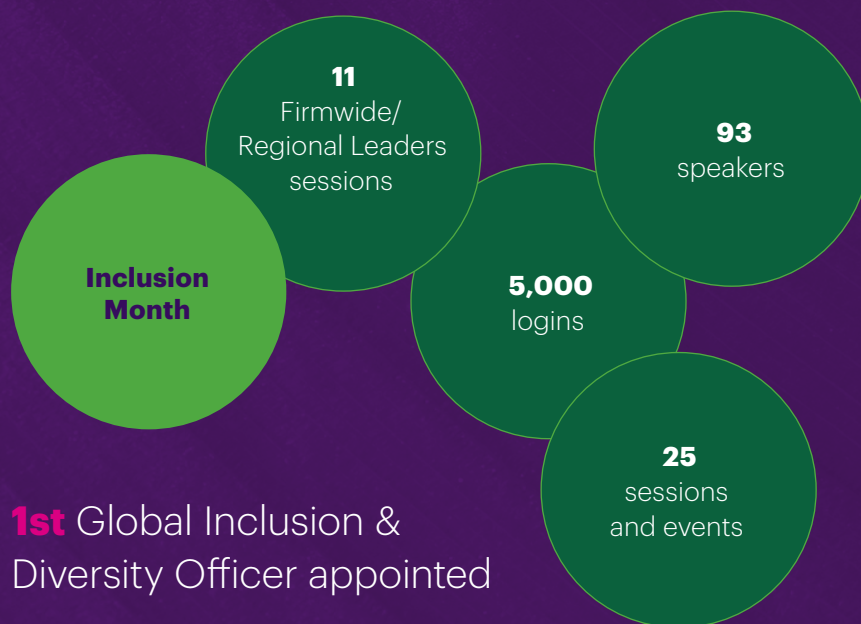 Inclusion
Month
11
Firmwide/
Regional Leaders
sessions
5,000
logins
93
speakers
25
sessions
and events
1st Global Inclusion &
Diversity Officer appointed